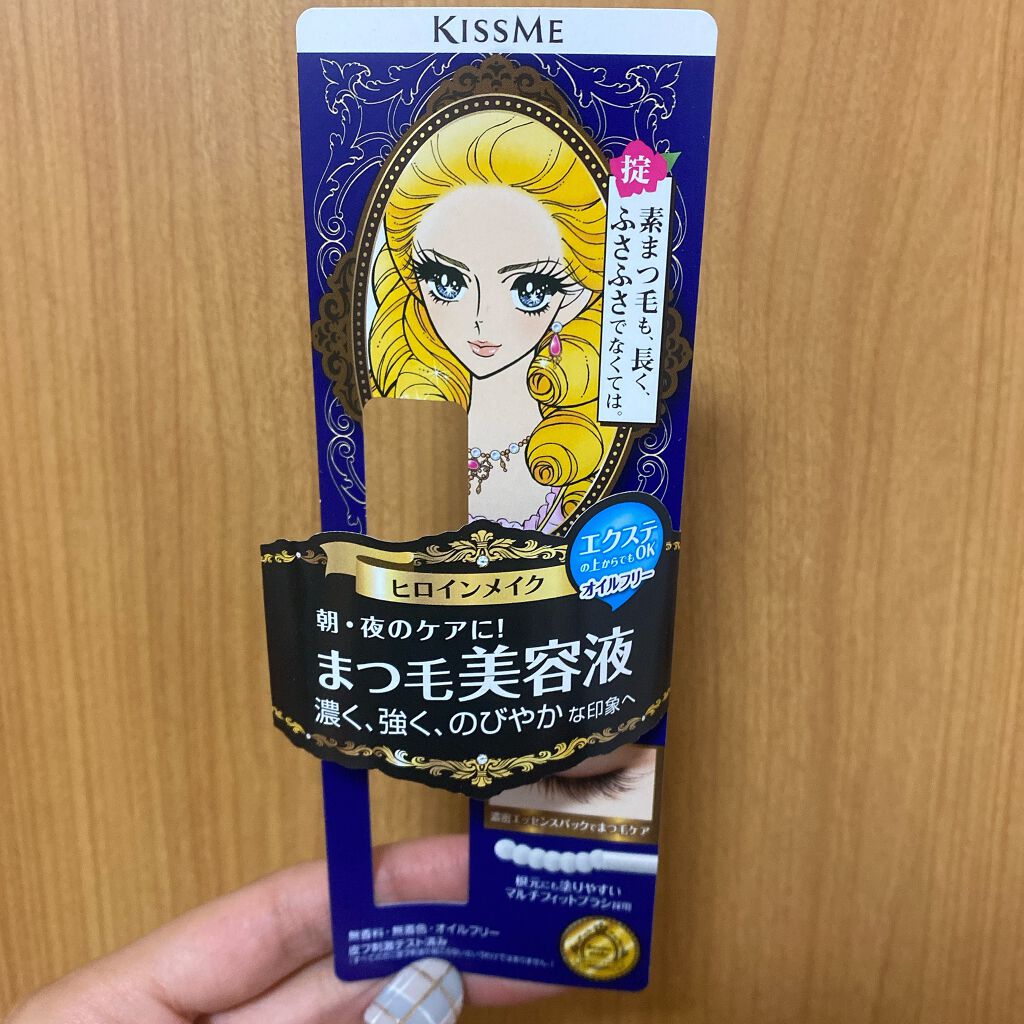 KISSME
掟
素まつ毛も、長く、
ふさふさでなくては。
エクステ
の上からでもOK
オイルフリー
ヒロインメイク
朝・夜のケアに!
まつ毛美容液
濃く、強く、のびやかな印象へ
濃密エッセンスパックでまつ毛ケア
根元にも塗りやすい
マルチフィットブラシ採用
無香料・無着色・オイルフリー
皮フ刺激テスト済み